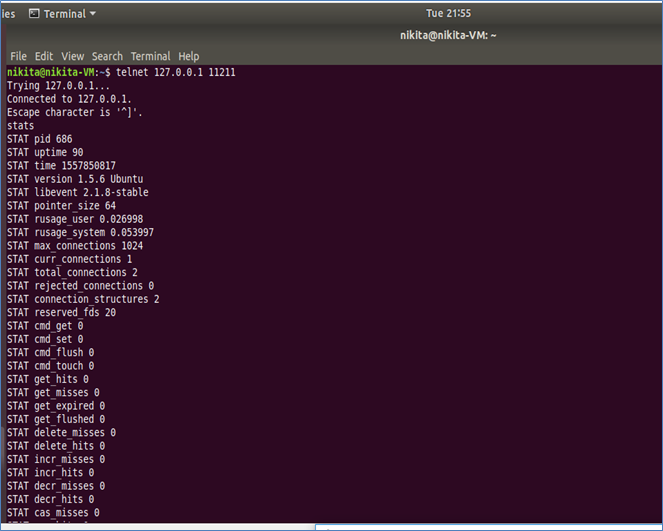 ies Terminal Tue 21:55
nikita@nikita-VM: ~
File Edit View Search Terminal Help
nikita@nikita-VM:~$ telnet 127.0.0.1 11211
Trying 127.0.0.1...
Connected to 127.0.0.1.
Escape character is '^]'.
stats
STAT pid 686
STAT uptime 90
STAT time 1557850817
STAT version 1.5.6 Ubuntu
STAT libevent 2.1.8-stable
STAT pointer_size 64
STAT rusage_user 0.026998
STAT rusage_system 0.053997
STAT max_connections 1024
STAT curr_connections 1
STAT total_connections 2
STAT rejected_connections 0
STAT connection_structures 2
STAT reserved_fds 20
STAT cmd_get 0
STAT cmd_set 0
STAT cmd_flush 0
STAT cmd_touch 0
STAT get_hits 0
STAT get_misses 0
STAT get_expired 0
STAT get_flushed 0
STAT delete_misses 0
STAT delete_hits 0
STAT incr_misses 0
STAT incr_hits 0
STAT decr_misses 0
STAT decr_hits 0
STAT cas_misses 0